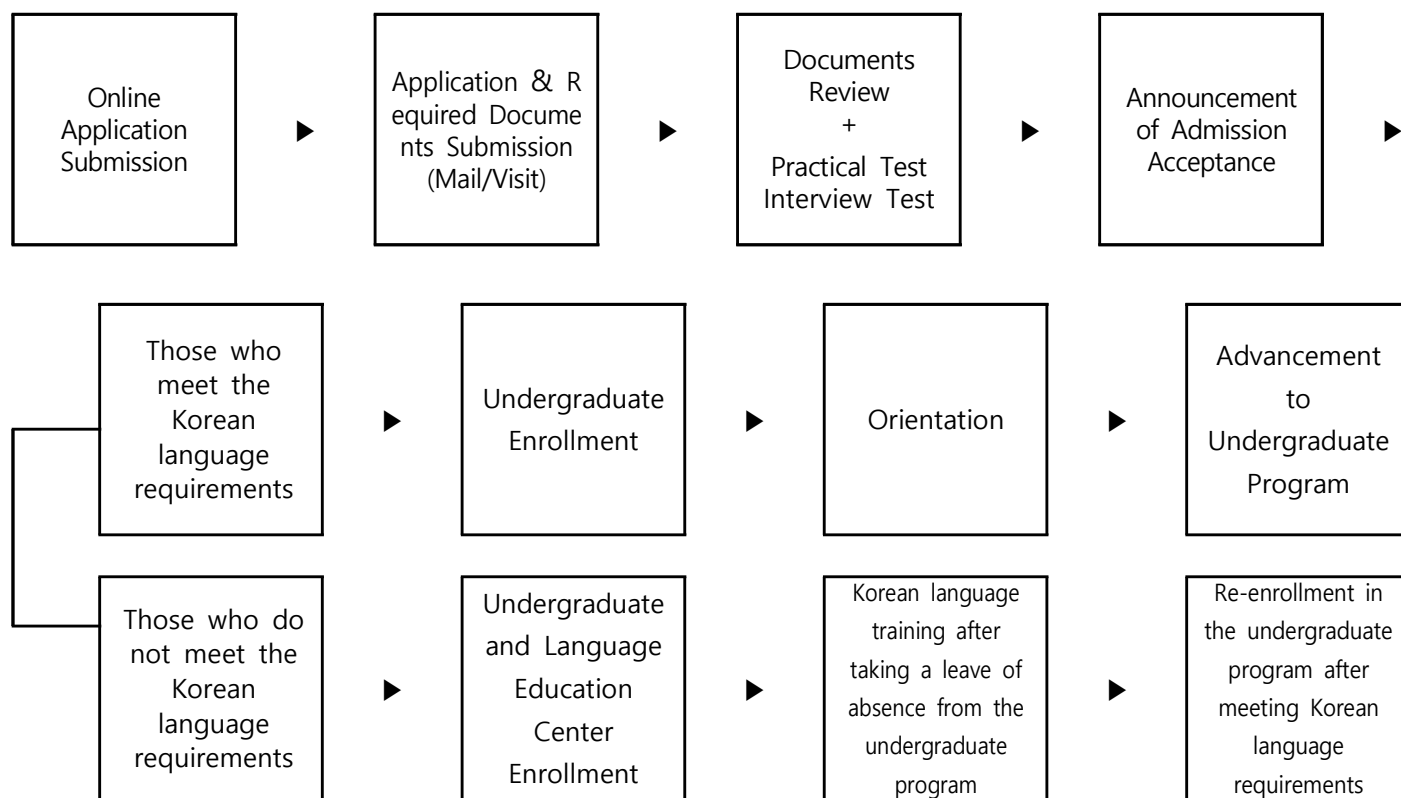 Online
Application
Submission
▶
Application & R
equired Docume
nts Submission
(Mail/Visit)
▶
Documents
Review
+
Practical Test
Interview Test
▶
Announcement
of Admission
Acceptance
▶
Those who
meet the
Korean
language
requirements
▶
Undergraduate
Enrollment
▶
Orientation
▶
Advancement
to
Undergraduate
Program
Those who do
not meet the
Korean
language
requirements
▶
Undergraduate
and Language
Education
Center
Enrollment
▶
Korean language
training after
taking a leave of
absence from the
undergraduate
program
▶
Re-enrollment in
the undergraduate
program after
meeting Korean
language
requirements